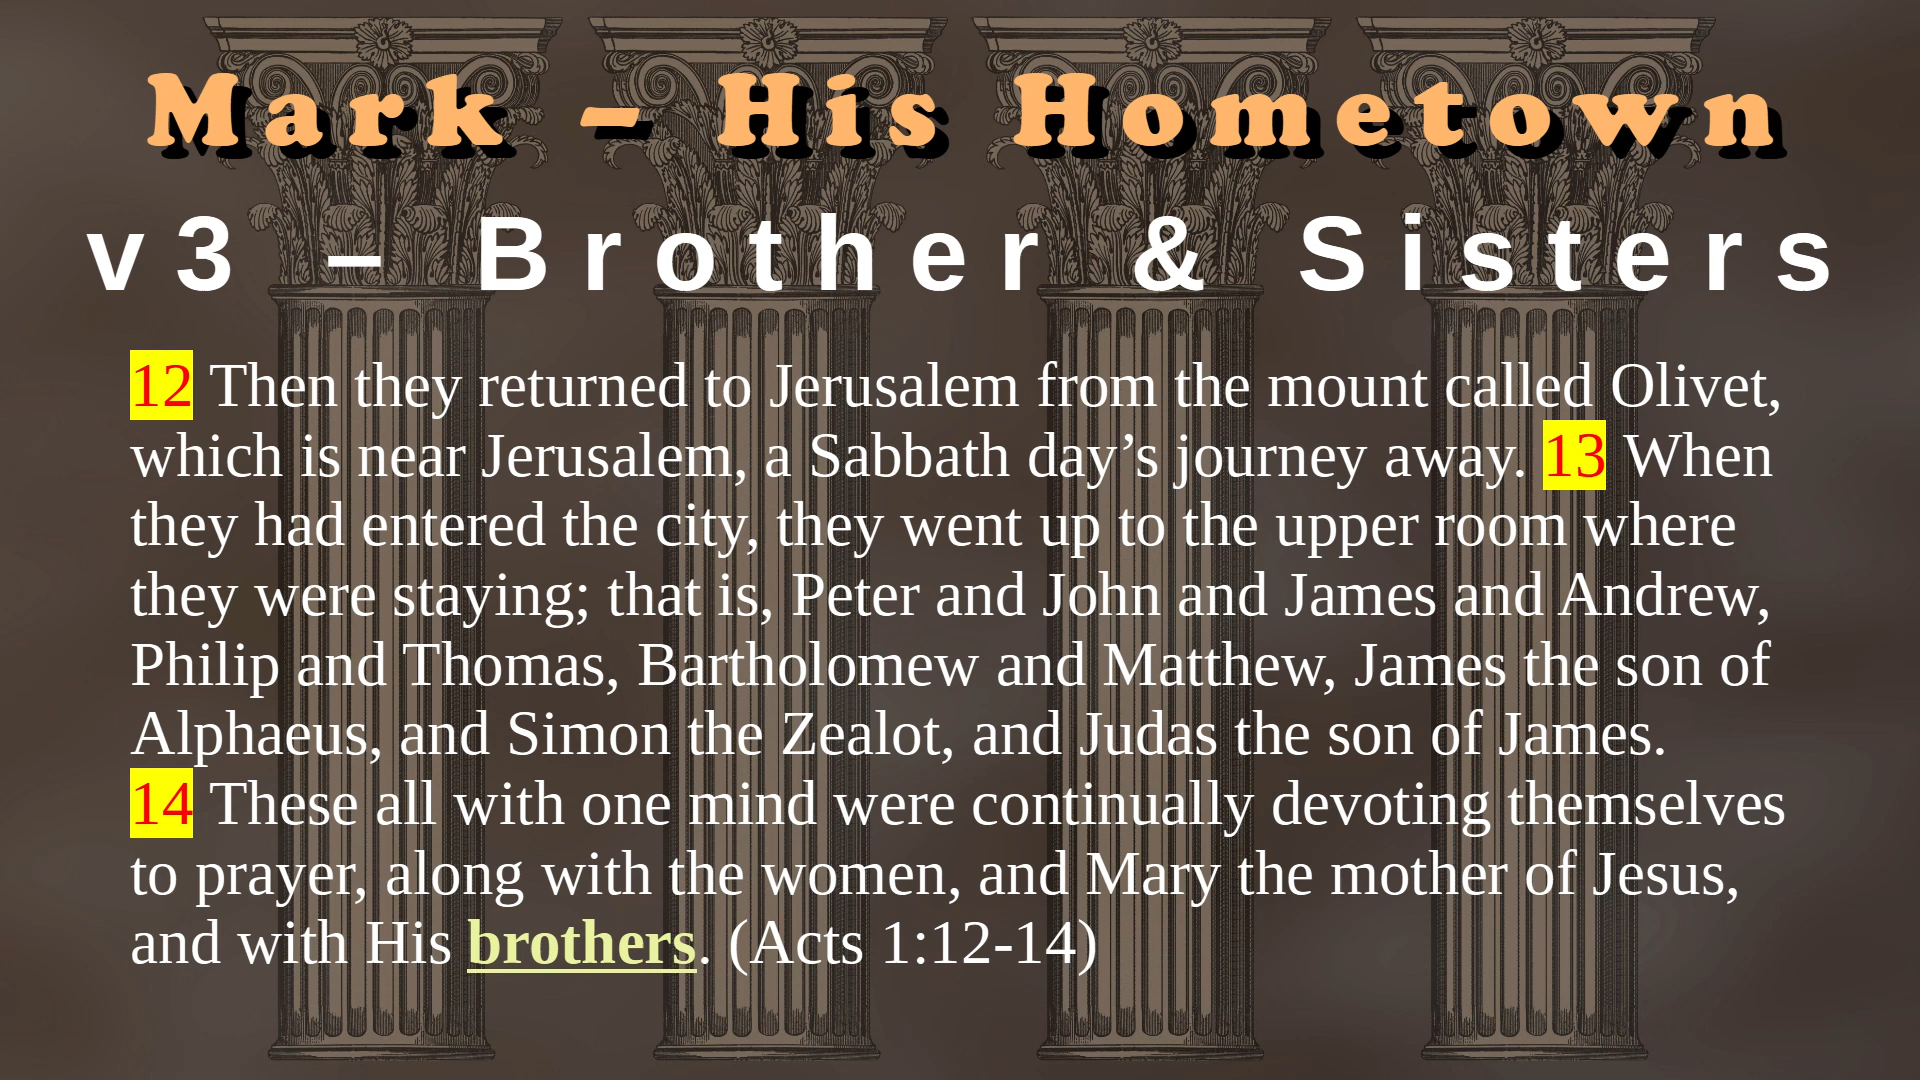 Mark – His Hometown
v3 – Brother & Sisters
12 Then they returned to Jerusalem from the mount called Olivet,
which is near Jerusalem, a Sabbath day’s journey away. 13 When
they had entered the city, they went up to the upper room where
they were staying; that is, Peter and John and James and Andrew,
Philip and Thomas, Bartholomew and Matthew, James the son of
Alphaeus, and Simon the Zealot, and Judas the son of James.
14 These all with one mind were continually devoting themselves
to prayer, along with the women, and Mary the mother of Jesus,
and with His brothers. (Acts 1:12-14)